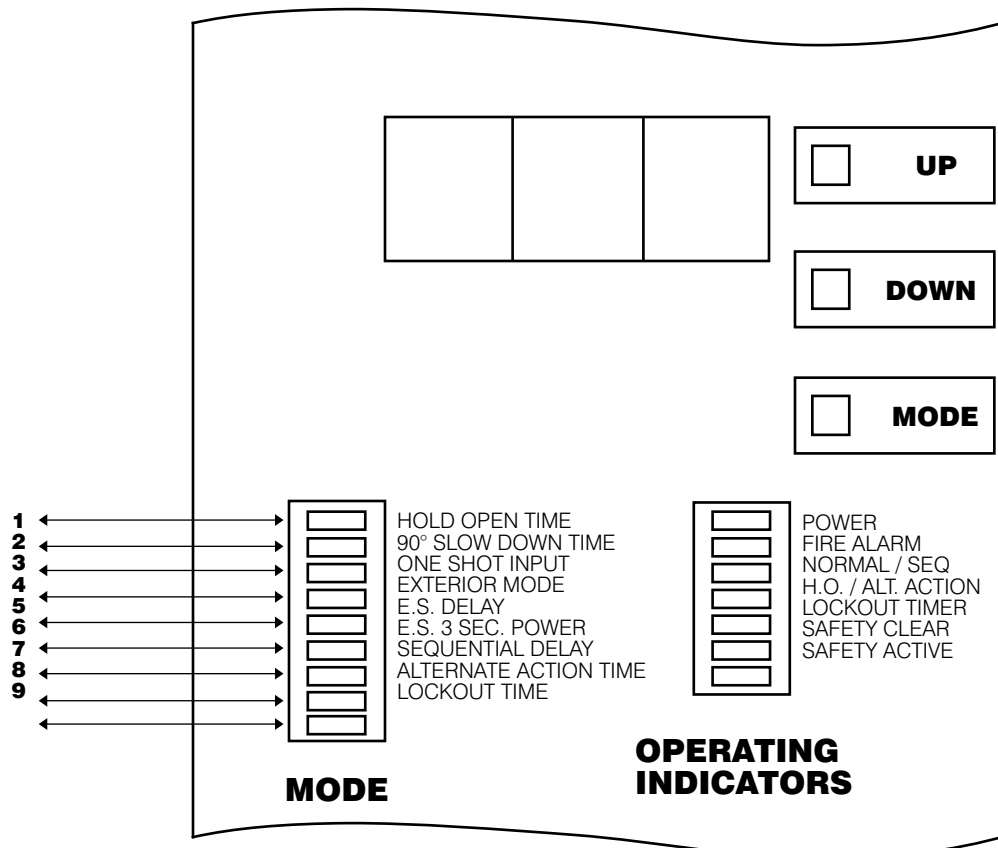 UP
DOWN
MODE
1
2
3
4
5
6
7
8
9
HOLD OPEN TIME
90° SLOW DOWN TIME
ONE SHOT INPUT
EXTERIOR MODE
E.S. DELAY
E.S. 3 SEC. POWER
SEQUENTIAL DELAY
ALTERNATE ACTION TIME
LOCKOUT TIME
MODE
POWER
FIRE ALARM
NORMAL / SEQ
H.O. / ALT. ACTION
LOCKOUT TIMER
SAFETY CLEAR
SAFETY ACTIVE
OPERATING
INDICATORS